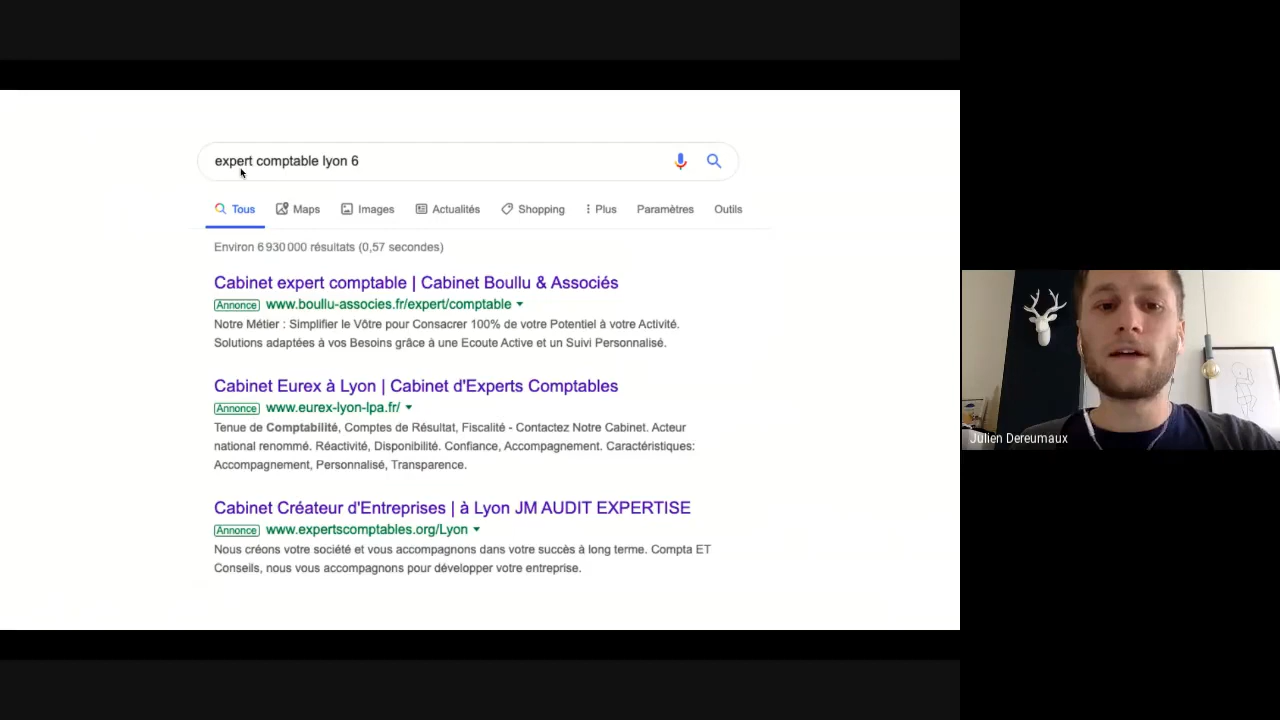 expert comptable lyon 6
Tous Maps Images Actualités Shopping Plus Paramètres Outils
Environ 6 930 000 résultats (0,57 secondes)
Cabinet expert comptable | Cabinet Boullu & Associés
Annonce www.boullu-associes.fr/expert/comptable
Notre Métier : Simplifier le Vôtre pour Consacrer 100% de votre Potentiel à votre Activité.
Solutions adaptées à vos Besoins grâce à une Ecoute Active et un Suivi Personnalisé.
Cabinet Eurex à Lyon | Cabinet d'Experts Comptables
Annonce www.eurex-lyon-lpa.fr/
Tenue de Comptabilité, Comptes de Résultat, Fiscalité - Contactez Notre Cabinet. Acteur
national renommé. Réactivité, Disponibilité. Confiance, Accompagnement. Caractéristiques:
Accompagnement, Personnalisé, Transparence.
Cabinet Créateur d'Entreprises | à Lyon JM AUDIT EXPERTISE
Annonce www.expertscomptables.org/Lyon
Nous créons votre société et vous accompagnons dans votre succès à long terme. Compta ET
Conseils, nous vous accompagnons pour développer votre entreprise.
Julien Dereumaux